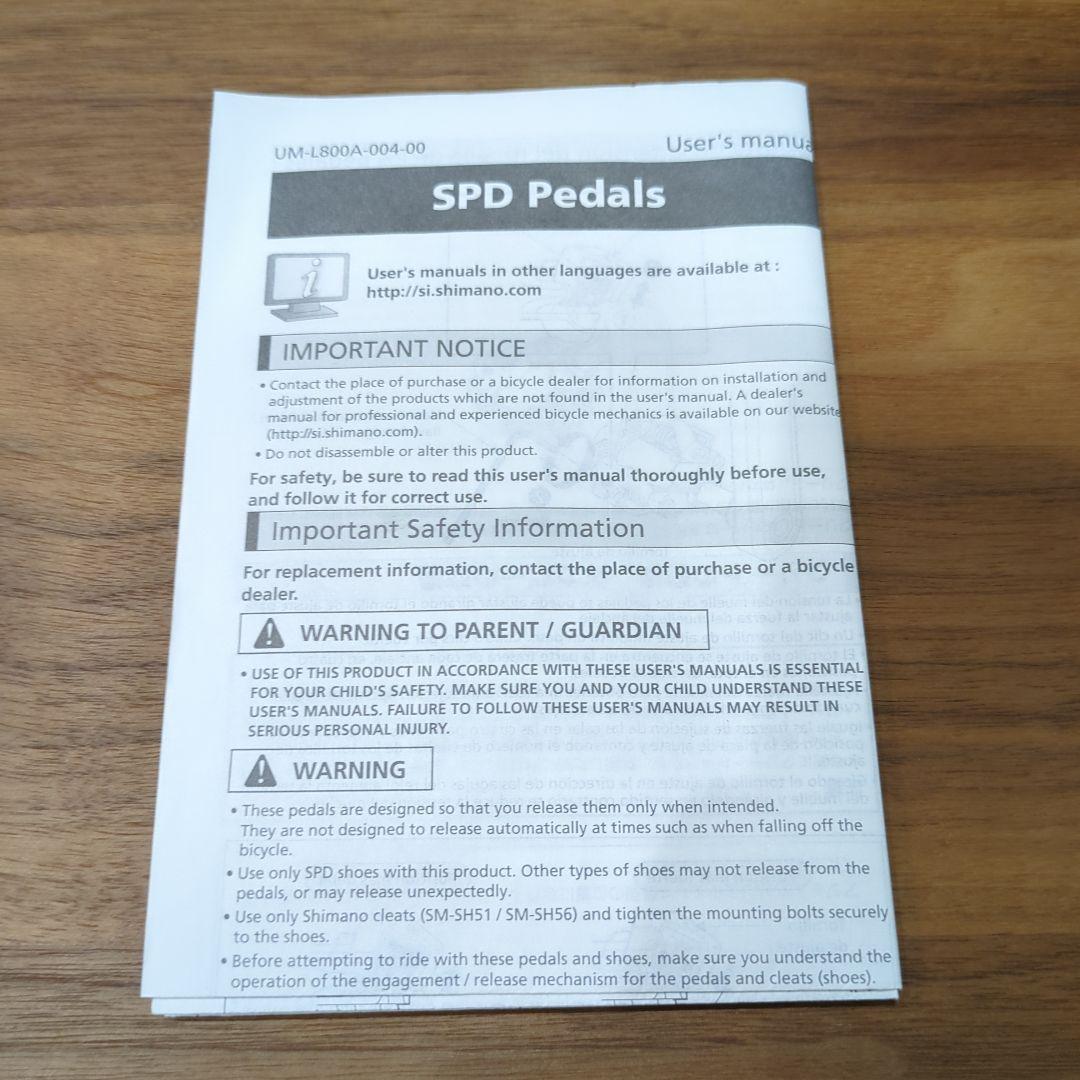 UM-L800A-004-00
User's manua
SPD Pedals
User's manuals in other languages are available at :
http://si.shimano.com
IMPORTANT NOTICE
• Contact the place of purchase or a bicycle dealer for information on installation and
adjustment of the products which are not found in the user's manual. A dealer's
manual for professional and experienced bicycle mechanics is available on our website
(http://si.shimano.com).
• Do not disassemble or alter this product.
For safety, be sure to read this user's manual thoroughly before use,
and follow it for correct use.
Important Safety Information
For replacement information, contact the place of purchase or a bicycle
dealer.
WARNING TO PARENT / GUARDIAN
• USE OF THIS PRODUCT IN ACCORDANCE WITH THESE USER'S MANUALS IS ESSENTIAL
FOR YOUR CHILD'S SAFETY. MAKE SURE YOU AND YOUR CHILD UNDERSTAND THESE
USER'S MANUALS. FAILURE TO FOLLOW THESE USER'S MANUALS MAY RESULT IN
SERIOUS PERSONAL INJURY.
WARNING
• These pedals are designed so that you release them only when intended.
They are not designed to release automatically at times such as when falling off the
bicycle.
• Use only SPD shoes with this product. Other types of shoes may not release from the
pedals, or may release unexpectedly.
• Use only Shimano cleats (SM-SH51 / SM-SH56) and tighten the mounting bolts securely
to the shoes.
• Before attempting to ride with these pedals and shoes, make sure you understand the
operation of the engagement / release mechanism for the pedals and cleats (shoes).